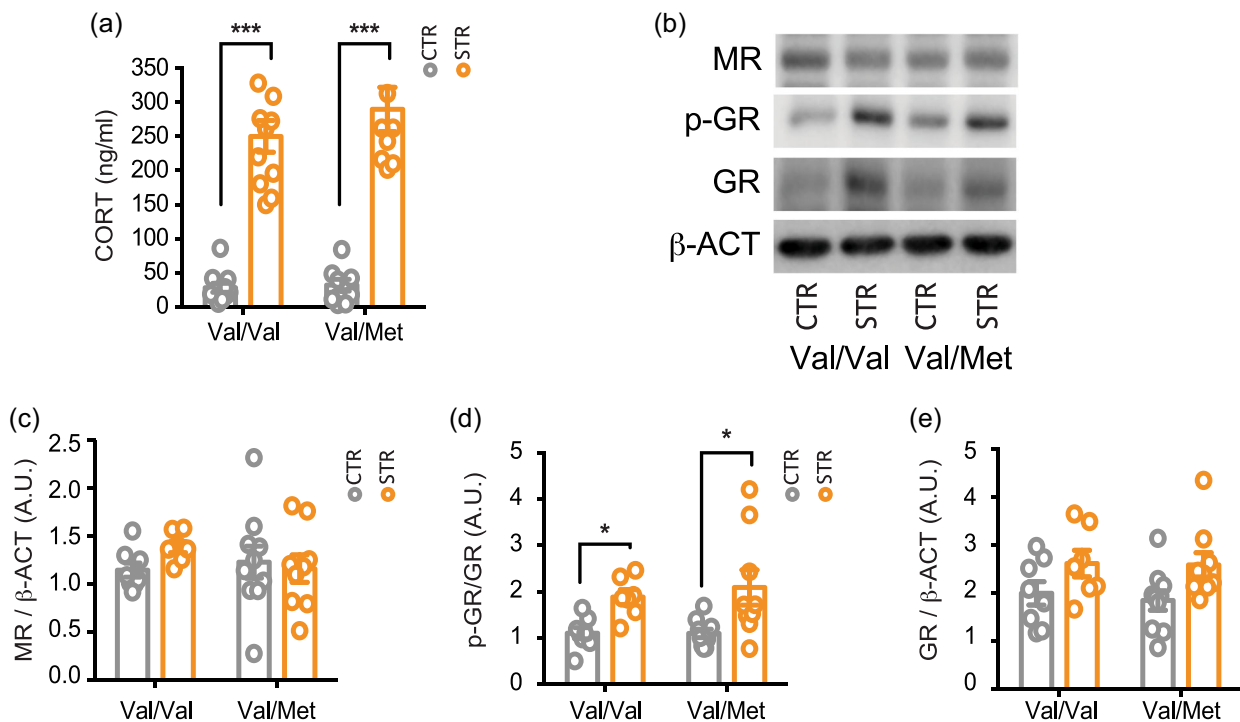 (a)
*** ***
CTR
STR
CORT (ng/ml)
350
300
250
200
150
100
50
0
Val/Val Val/Met
(b)
MR
p-GR
GR
β-ACT
CTR STR CTR STR
Val/Val Val/Met
(c)
CTR
STR
MR / β-ACT (A.U.)
2.5
2.0
1.5
1.0
0.5
0.0
Val/Val Val/Met
(d)
* *
CTR
STR
p-GR/GR (A.U.)
5
4
3
2
1
0
Val/Val Val/Met
(e)
GR / β-ACT (A.U.)
5
4
3
2
1
0
Val/Val Val/Met